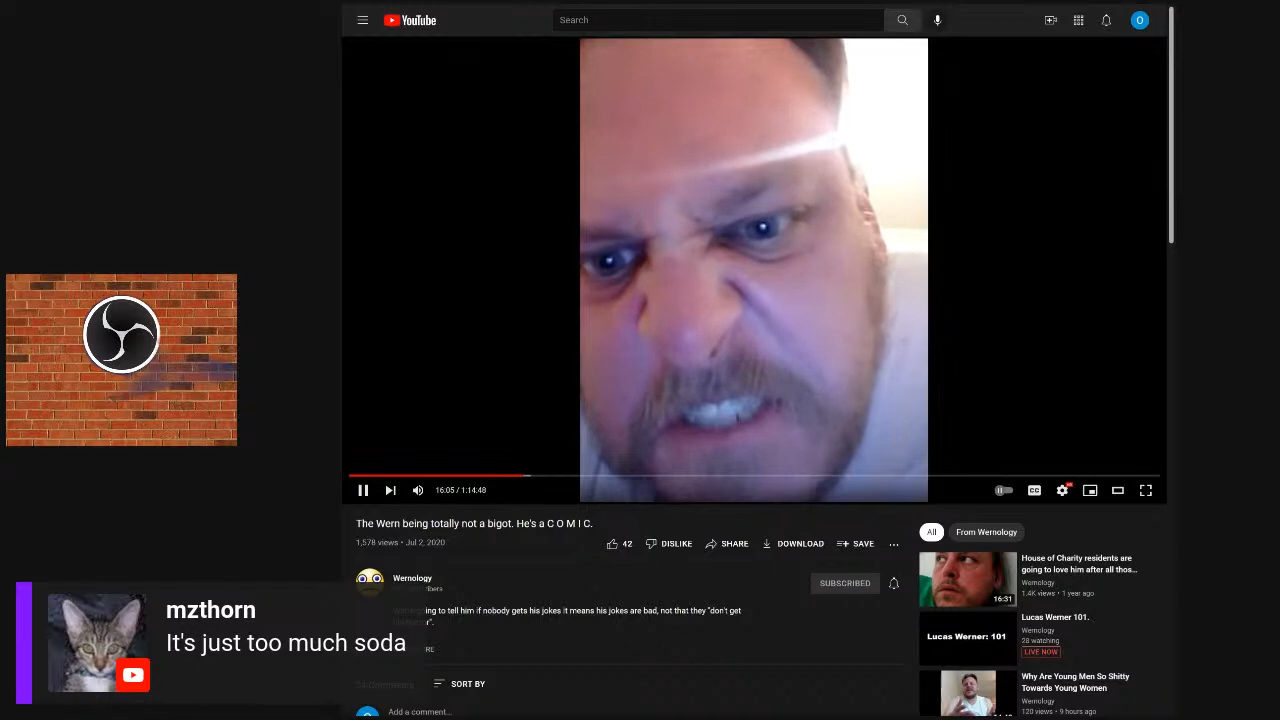 YouTube
Search
O
16:05 / 1:14:48
CC
The Wern being totally not a bigot. He's a C O M I C.
1,578 views • Jul 2, 2020
42
DISLIKE
SHARE
DOWNLOAD
SAVE
Wernology
SUBSCRIBED
to tell him if nobody gets his jokes it means his jokes are bad, not that they "don't get
SORT BY
Add a comment...
All
From Wernology
House of Charity residents are
going to love him after all thos...
Wernology
1.4K views • 1 year ago
16:31
Lucas Werner: 101
Lucas Werner 101.
Wernology
28 watching
LIVE NOW
Why Are Young Men So Shitty
Towards Young Women
Wernology
120 views • 9 hours ago
mzthorn
It's just too much soda